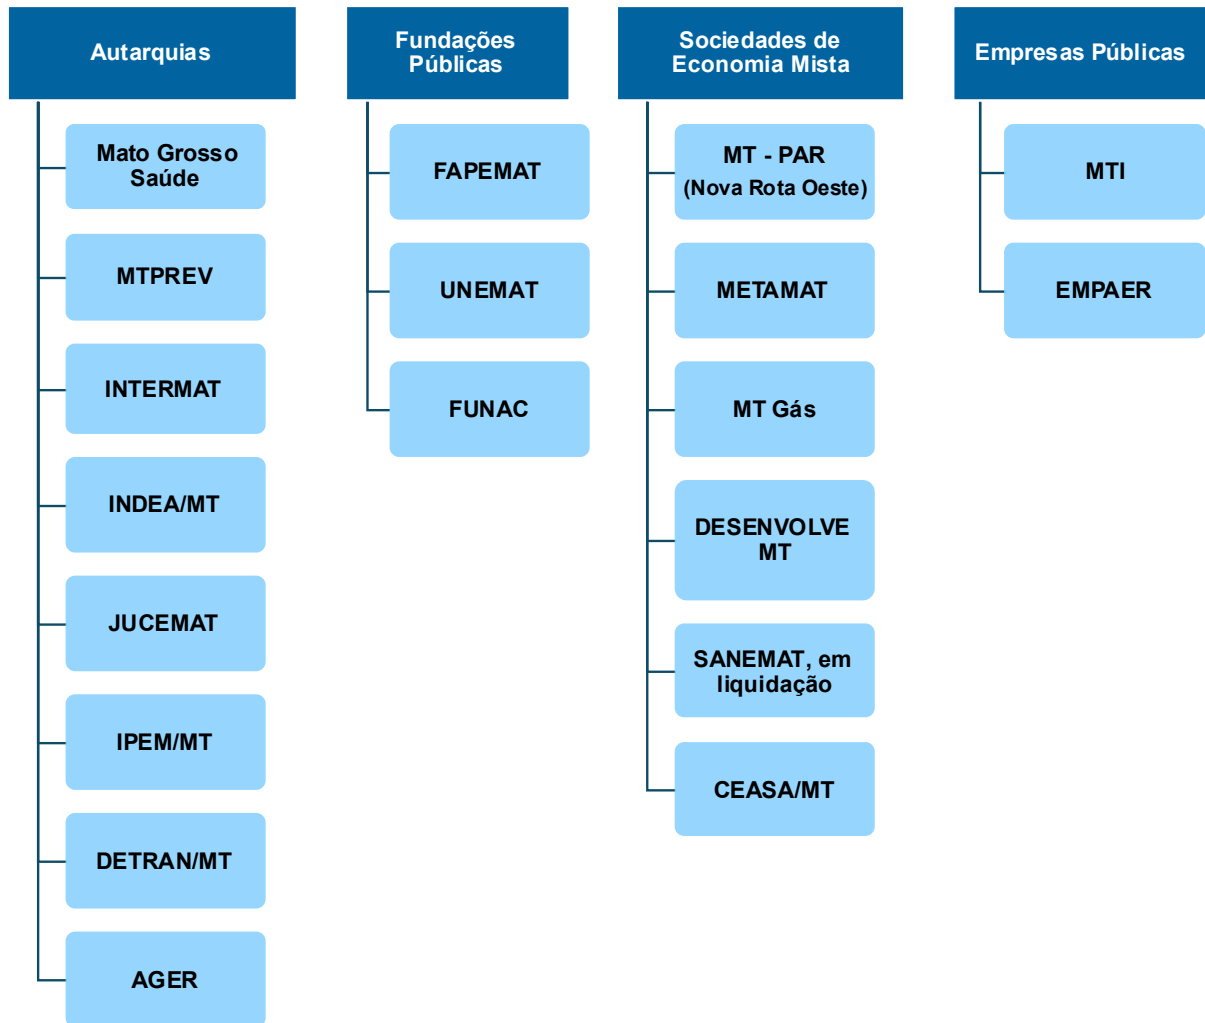 Autarquias
Mato Grosso
Saúde
MTPREV
INTERMAT
INDEA/MT
JUCEMAT
IPEM/MT
DETRAN/MT
AGER
Fundações
Públicas
FAPEMAT
UNEMAT
FUNAC
Sociedades de
Economia Mista
MT - PAR
(Nova Rota Oeste)
METAMAT
MT Gás
DESENVOLVE
MT
SANEMAT, em
liquidação
CEASA/MT
Empresas Públicas
MTI
EMPAER